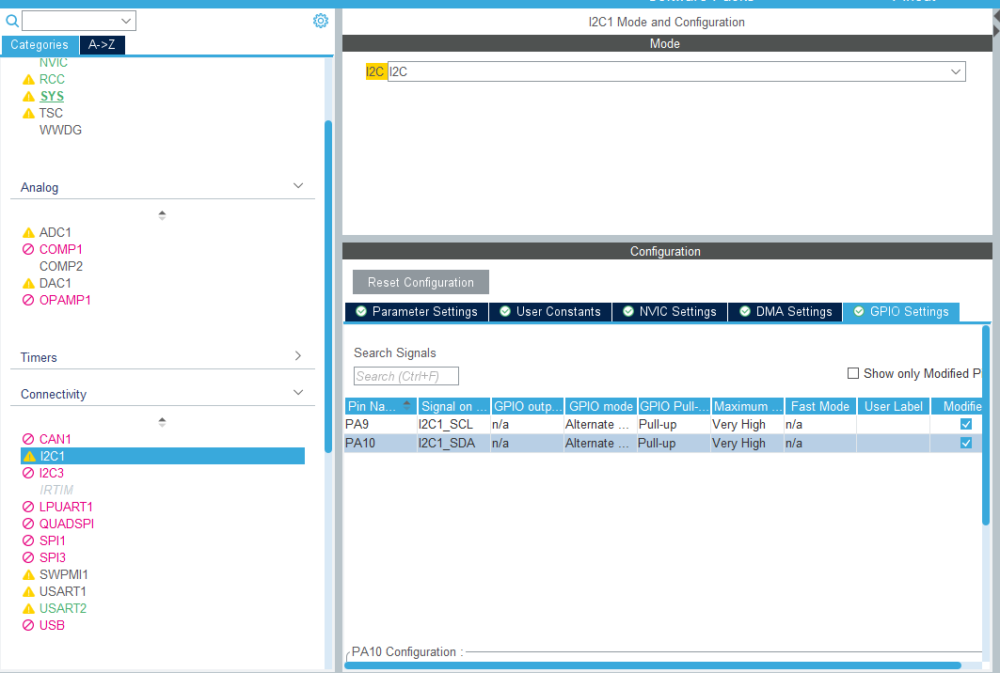 I2C1 Mode and Configuration
Mode
Categories A->Z
I2C I2C
NVIC
RCC
SYS
TSC
WWDG
Analog
ADC1
COMP1
COMP2
DAC1
OPAMP1
Timers
Connectivity
CAN1
I2C1
I2C3
IRTIM
LPUART1
QUADSPI
SPI1
SPI3
SWPMI1
USART1
USART2
USB
Configuration
Reset Configuration
Parameter Settings User Constants NVIC Settings DMA Settings GPIO Settings
Search Signals
Search (Ctrl+F)
Show only Modified P
Pin Na... Signal on ... GPIO outp... GPIO mode GPIO Pull-... Maximum ... Fast Mode User Label Modifie
PA9 I2C1_SCL n/a Alternate ... Pull-up Very High n/a
PA10 I2C1_SDA n/a Alternate ... Pull-up Very High n/a
PA10 Configuration :